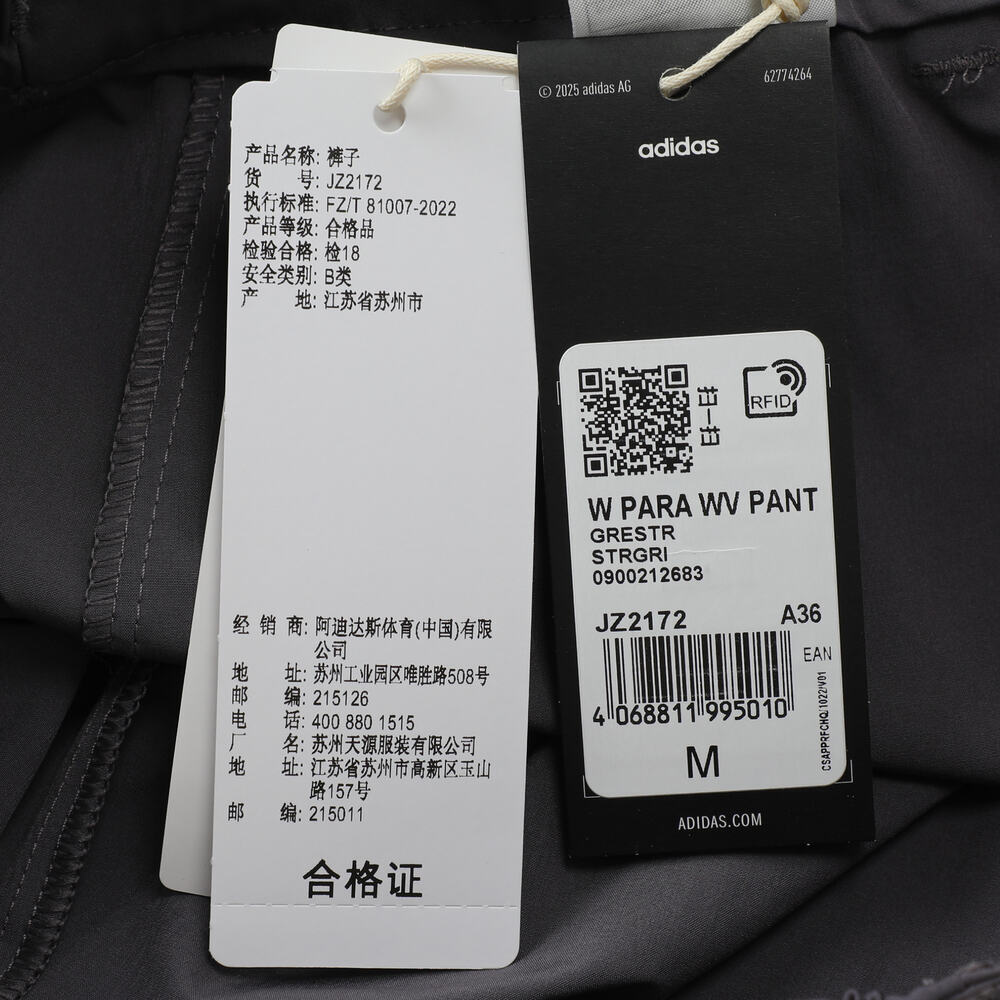 产品名称: 裤子
货 号: JZ2172
执行标准: FZ/T 81007-2022
产品等级: 合格品
检验合格: 检18
安全类别: B类
产 地: 江苏省苏州市
经 销 商: 阿迪达斯体育(中国)有限
公司
地 址: 苏州工业园区唯胜路508号
邮 编: 215126
电 话: 400 880 1515
厂 名: 苏州天源服装有限公司
地 址: 江苏省苏州市高新区玉山
路157号
邮 编: 215011
合格证
© 2025 adidas AG
62774264
adidas
扫一扫
RFID
W PARA WV PANT
GRESTR
STRGRI
0900212683
JZ2172 A36
EAN
4 068811 995010
CSAPPRFCHQ.1022/V01
M
ADIDAS.COM